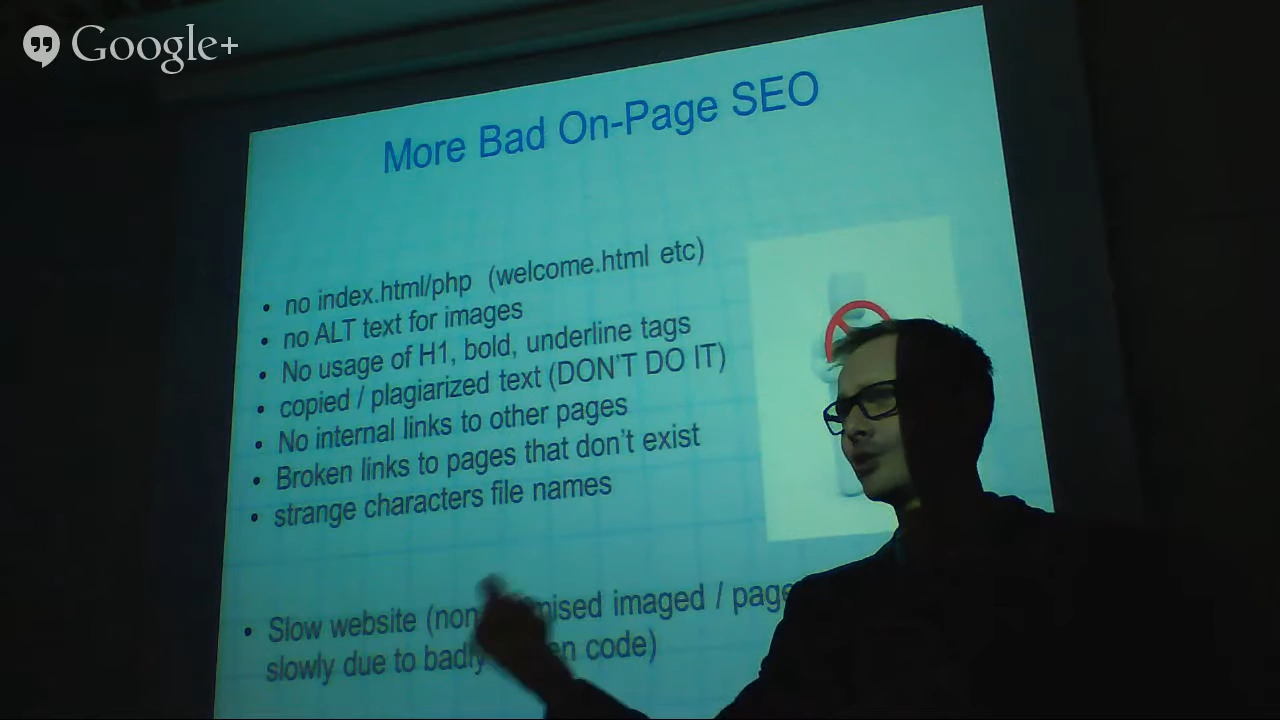 Google+
More Bad On-Page SEO
• no index.html/php (welcome.html etc)
• no ALT text for images
• No usage of H1, bold, underline tags
• copied / plagiarized text (DON'T DO IT)
• No internal links to other pages
• Broken links to pages that don't exist
• strange characters file names
• Slow website (non mised imaged / page
slowly due to badly en code)